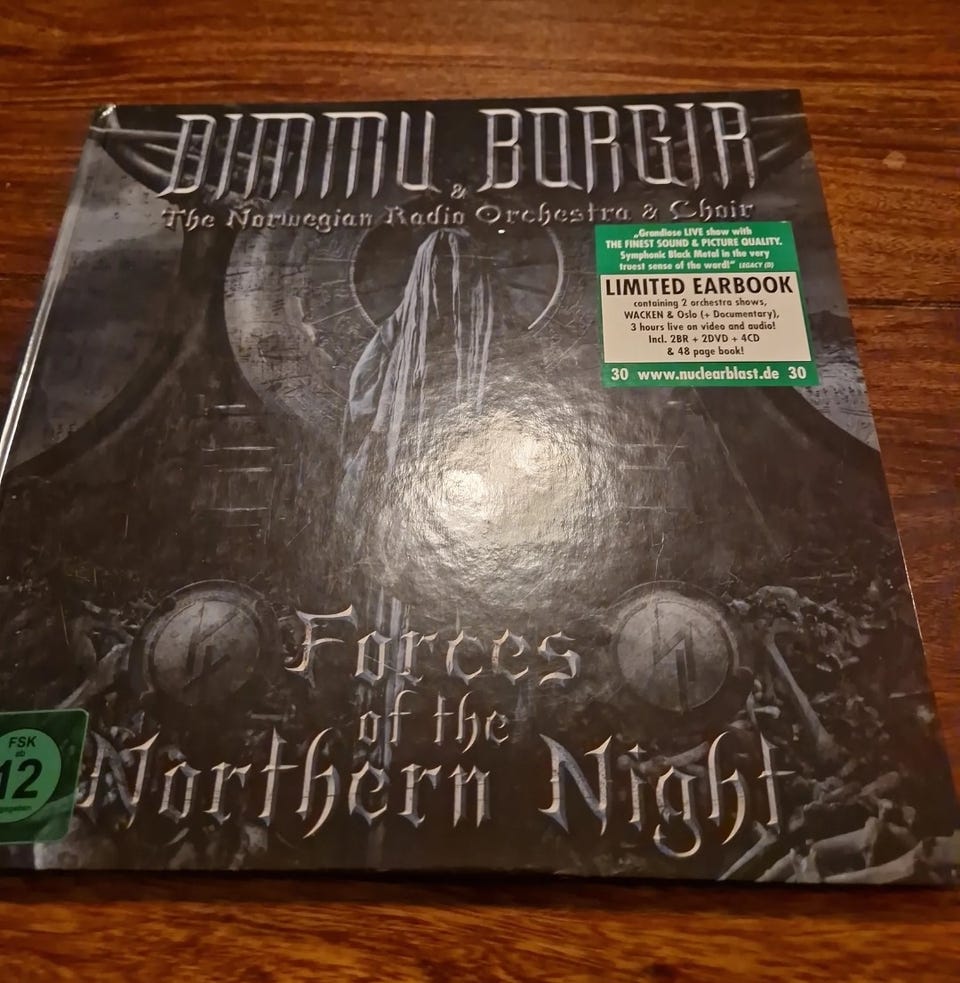 DIMMU BORGIR
&
The Norwegian Radio Orchestra & Choir
„Grandiose LIVE show with
THE FINEST SOUND & PICTURE QUALITY.
Symphonic Black Metal in the very
truest sense of the word!“ LEGACY (D)
LIMITED EARBOOK
containing 2 orchestra shows,
WACKEN & Oslo (+ Documentary),
3 hours live on video and audio!
Incl. 2BR + 2DVD + 4CD
& 48 page book!
30 www.nuclearblast.de 30
Forces
of the
Northern Night
FSK
ab
12